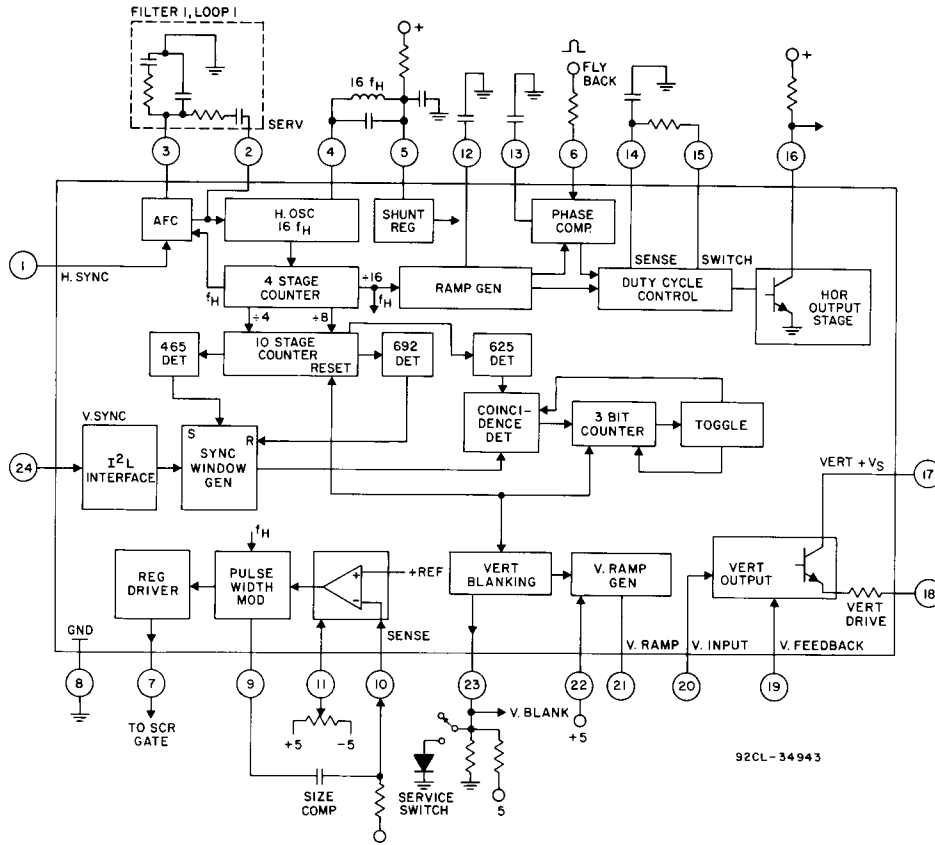 FILTER 1, LOOP 1
SERV
16 fH
+
FLY
BACK
+
3
2
4
5
12
13
6
14
15
16
AFC
H. OSC
16 fH
SHUNT
REG
PHASE
COMP.
SENSE
SWITCH
1
H. SYNC
fH
4 STAGE
COUNTER
÷16
fH
RAMP GEN
DUTY CYCLE
CONTROL
HOR
OUTPUT
STAGE
÷4
÷8
465
DET
10 STAGE
COUNTER
RESET
692
DET
625
DET
COINCI-
DENCE
DET
3 BIT
COUNTER
TOGGLE
V. SYNC
24
I2L
INTERFACE
S
R
SYNC
WINDOW
GEN
VERT +VS
17
fH
REG
DRIVER
PULSE
WIDTH
MOD
+
-
+REF
SENSE
VERT
BLANKING
V. RAMP
GEN
VERT
OUTPUT
18
VERT
DRIVE
GND
V. RAMP
V. INPUT
V. FEEDBACK
8
7
9
11
10
23
22
21
20
19
TO SCR
GATE
+5
-5
V. BLANK
+5
SIZE
COMP
SERVICE
SWITCH
5
92CL-34943